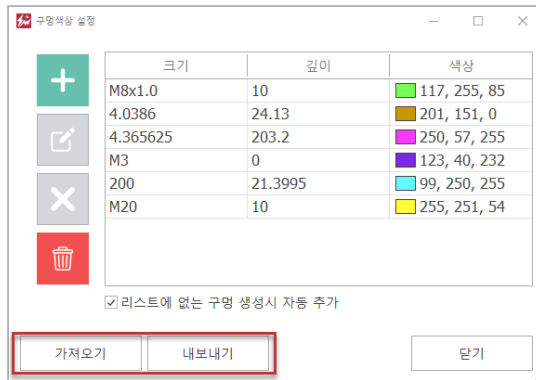 구멍색상 설정
크기 깊이 색상
M8x1.0 10 117, 255, 85
4.0386 24.13 201, 151, 0
4.365625 203.2 250, 57, 255
M3 0 123, 40, 232
200 21.3995 99, 250, 255
M20 10 255, 251, 54
리스트에 없는 구멍 생성시 자동 추가
가져오기 내보내기 닫기